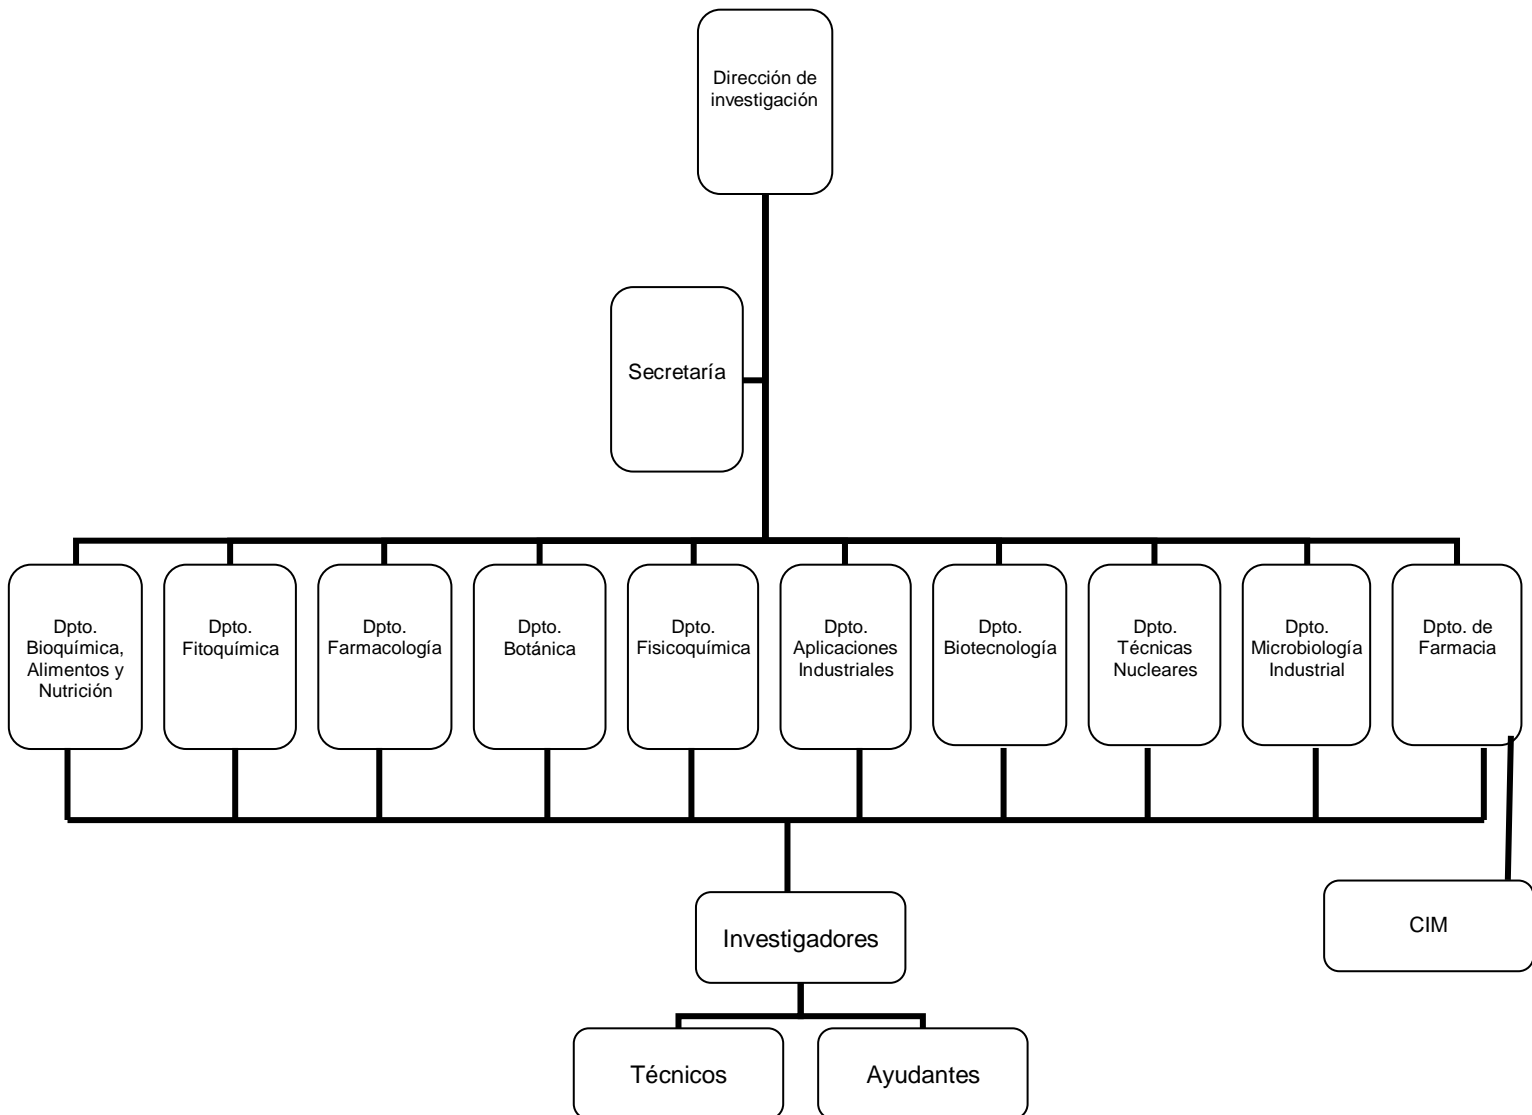 Dirección de
investigación
Secretaría
Dpto.
Bioquímica,
Alimentos y
Nutrición
Dpto.
Fitoquímica
Dpto.
Farmacología
Dpto.
Botánica
Dpto.
Fisicoquímica
Dpto.
Aplicaciones
Industriales
Dpto.
Biotecnología
Dpto.
Técnicas
Nucleares
Dpto.
Microbiología
Industrial
Dpto. de
Farmacia
Investigadores
CIM
Técnicos
Ayudantes